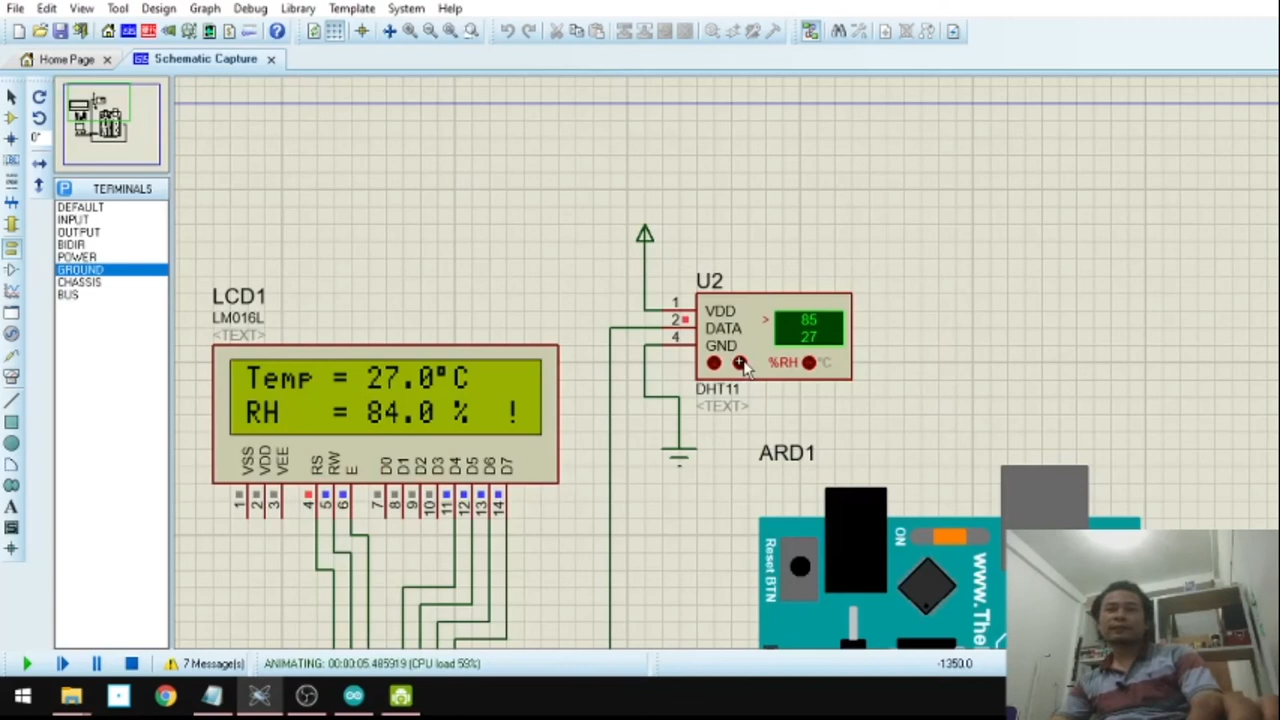 File Edit View Tool Design Graph Debug Library Template System Help
Home Page
Schematic Capture
0°
TERMINALS
DEFAULT
INPUT
OUTPUT
BIDIR
POWER
GROUND
CHASSIS
BUS
LCD1
LM016L
<TEXT>
Temp = 27.0°C
RH = 84.0 % !
VSS
VDD
VEE
RS
RW
E
D0
D1
D2
D3
D4
D5
D6
D7
1
2
3
4
5
6
7
8
9
10
11
12
13
14
U2
1
2
4
VDD
DATA
GND
>
85
27
%RH °C
DHT11
<TEXT>
ARD1
Reset BTN
ON
www.TheE
7 Message(s)
ANIMATING: 00:00:05.485919 (CPU load 59%)
-1350.0